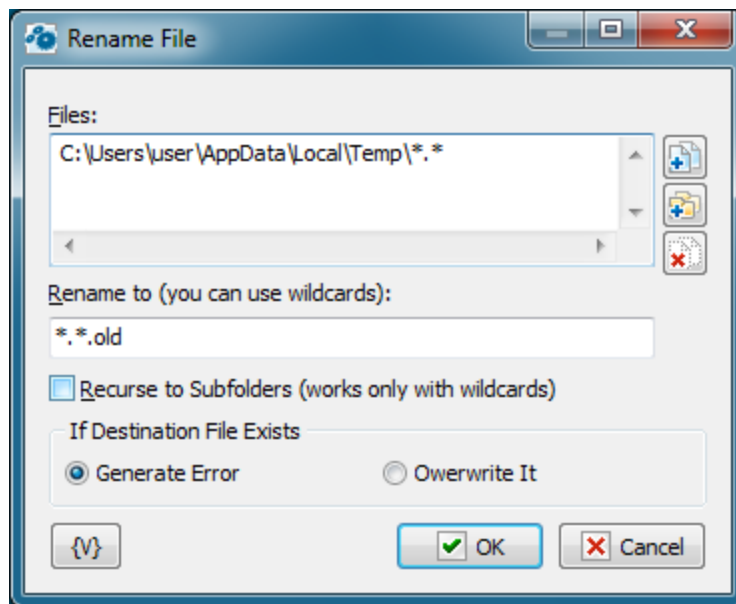 Rename File
Files:
C:\Users\user\AppData\Local\Temp\*.*
Rename to (you can use wildcards):
*.*.old
Recurse to Subfolders (works only with wildcards)
If Destination File Exists
Generate Error
Owerwrite It
{V}
OK
Cancel